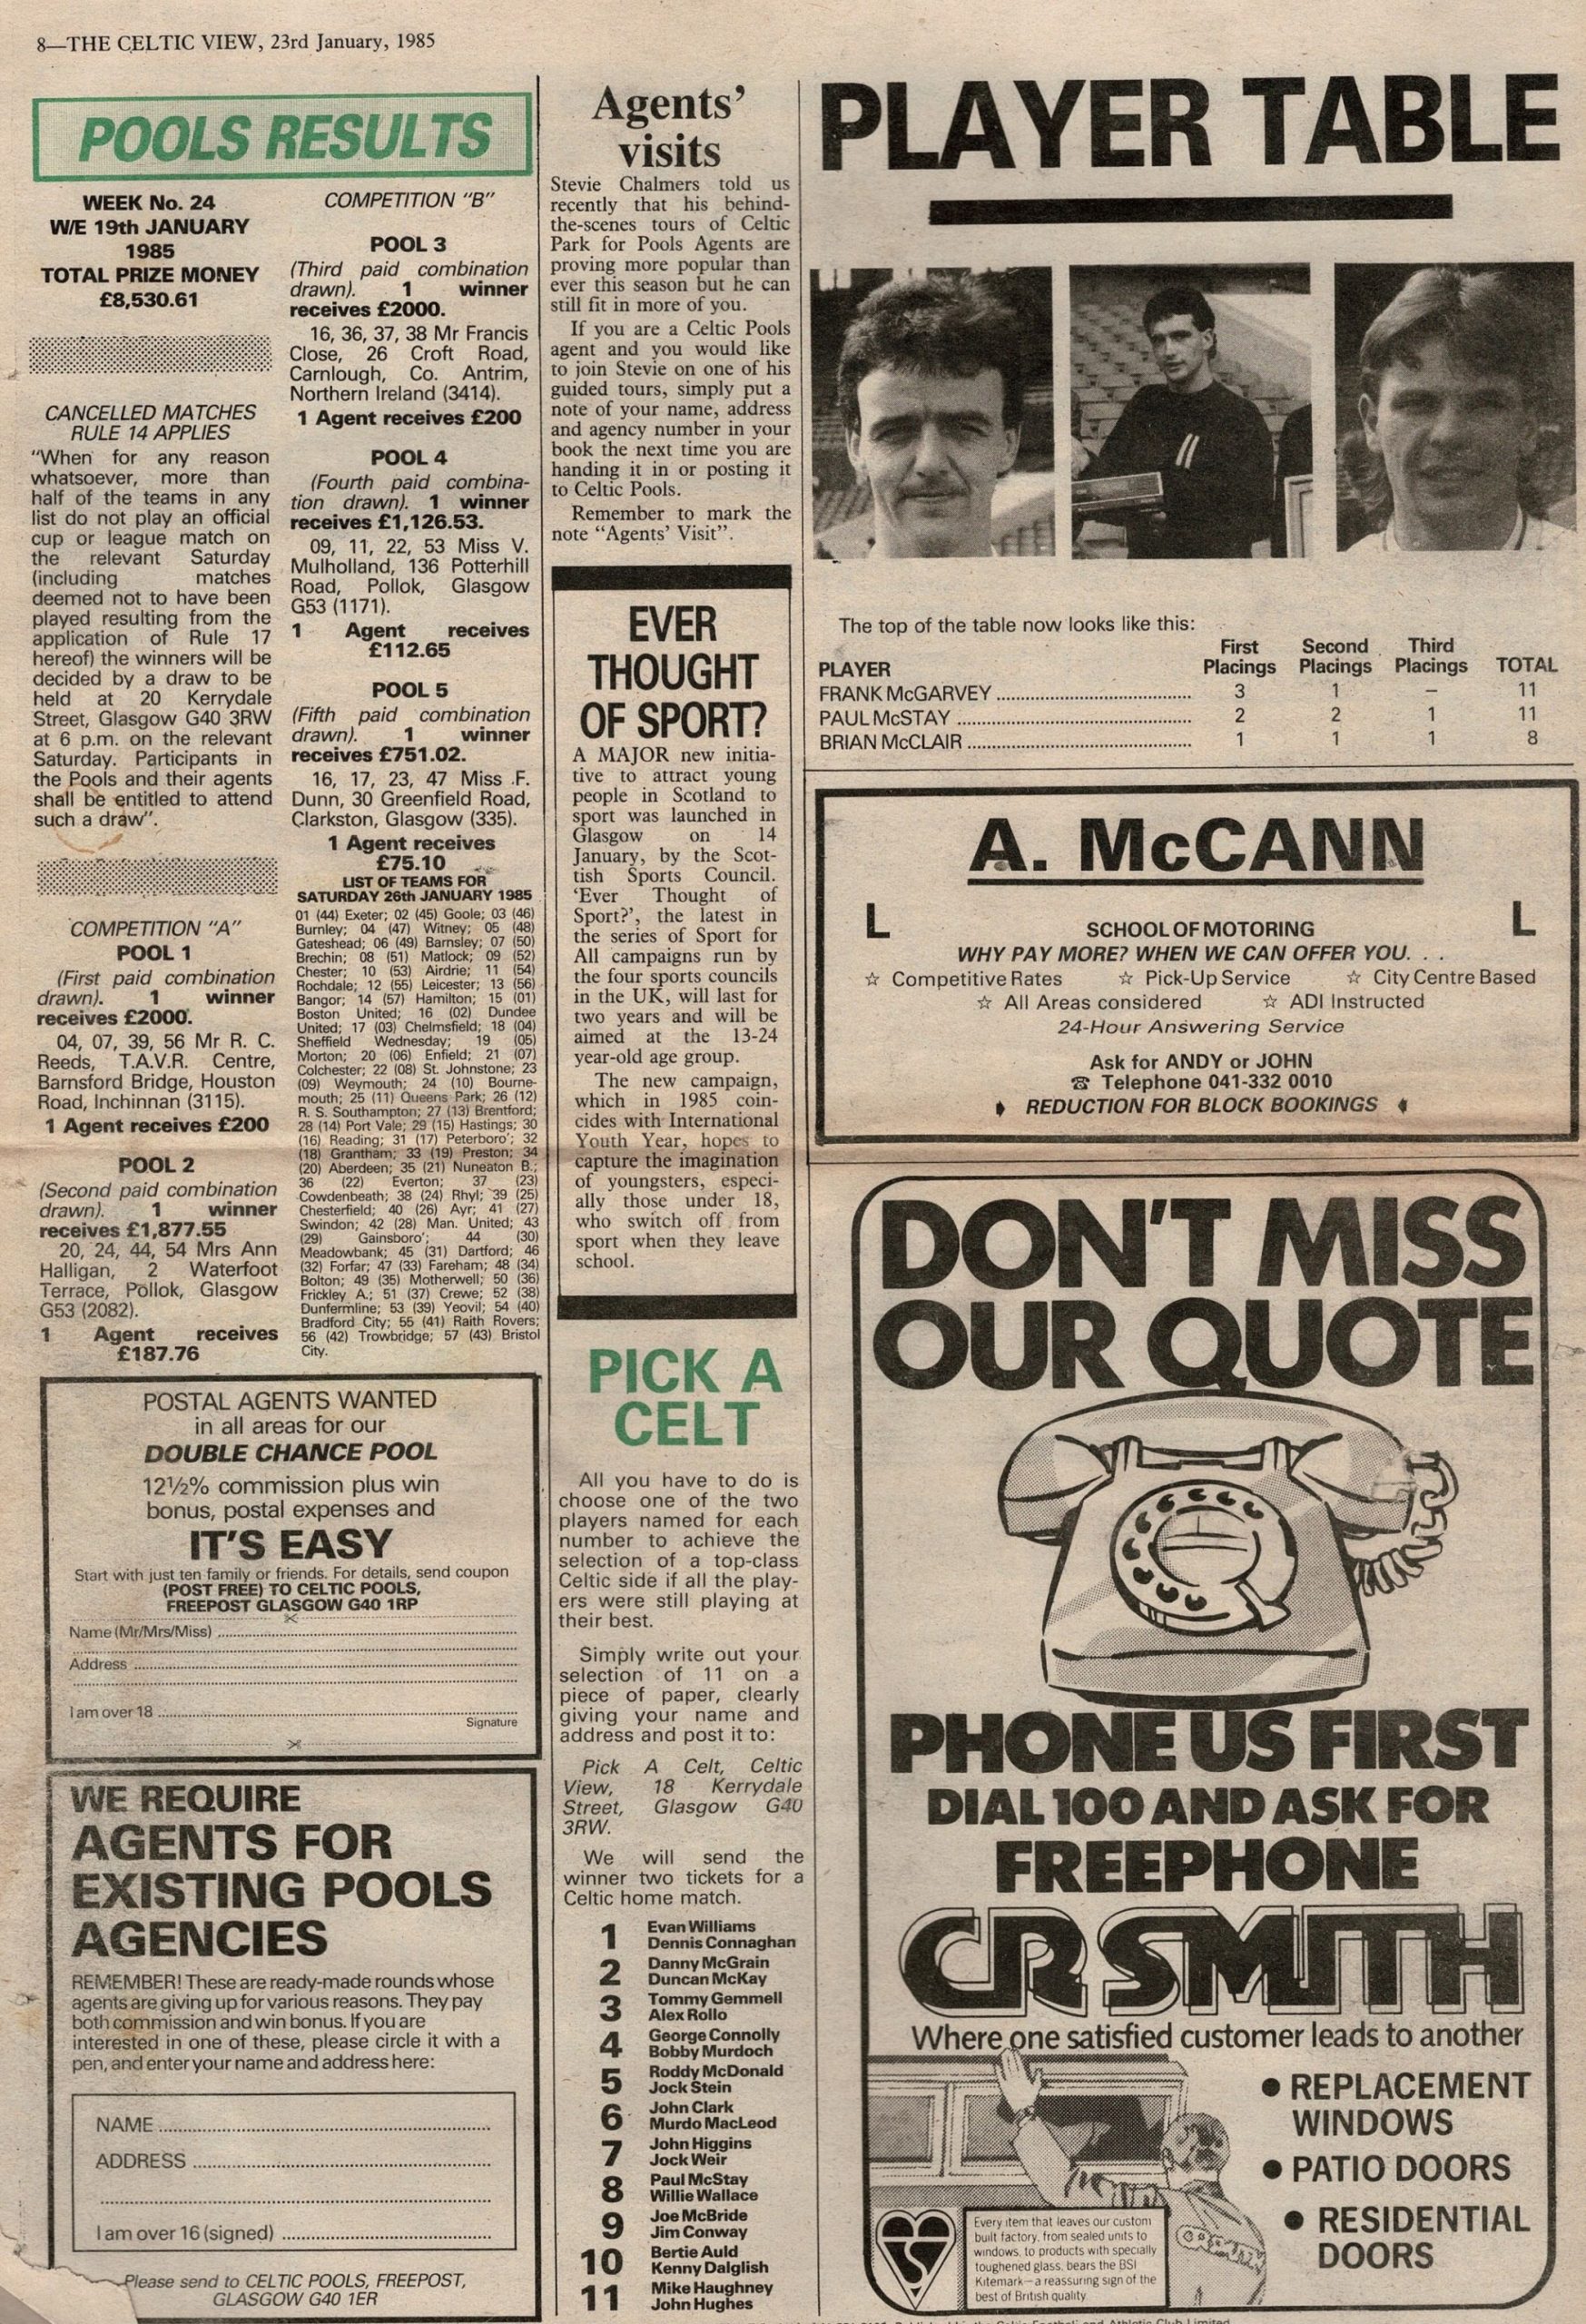 8—THE CELTIC VIEW, 23rd January, 1985
POOLS RESULTS
WEEK No. 24
W/E 19th JANUARY
1985
TOTAL PRIZE MONEY
£8,530.61
CANCELLED MATCHES
RULE 14 APPLIES
“When for any reason
whatsoever, more than
half of the teams in any
list do not play an official
cup or league match on
the relevant Saturday
(including matches
deemed not to have been
played resulting from the
application of Rule 17
hereof) the winners will be
decided by a draw to be
held at 20 Kerrydale
Street, Glasgow G40 3RW
at 6 p.m. on the relevant
Saturday. Participants in
the Pools and their agents
shall be entitled to attend
such a draw”.
COMPETITION “A”
POOL 1
(First paid combination
drawn). 1 winner
receives £2000.
04, 07, 39, 56 Mr R. C.
Reeds, T.A.V.R. Centre,
Barnsford Bridge, Houston
Road, Inchinnan (3115).
1 Agent receives £200
POOL 2
(Second paid combination
drawn). 1 winner
receives £1,877.55
20, 24, 44, 54 Mrs Ann
Halligan, 2 Waterfoot
Terrace, Pollok, Glasgow
G53 (2082).
1 Agent receives
£187.76
COMPETITION “B”
POOL 3
(Third paid combination
drawn). 1 winner
receives £2000.
16, 36, 37, 38 Mr Francis
Close, 26 Croft Road,
Carnlough, Co. Antrim,
Northern Ireland (3414).
1 Agent receives £200
POOL 4
(Fourth paid combina-
tion drawn). 1 winner
receives £1,126.53.
09, 11, 22, 53 Miss V.
Mulholland, 136 Potterhill
Road, Pollok, Glasgow
G53 (1171).
1 Agent receives
£112.65
POOL 5
(Fifth paid combination
drawn). 1 winner
receives £751.02.
16, 17, 23, 47 Miss F.
Dunn, 30 Greenfield Road,
Clarkston, Glasgow (335).
1 Agent receives
£75.10
LIST OF TEAMS FOR
SATURDAY 26th JANUARY 1985
01 (44) Exeter; 02 (45) Goole; 03 (46)
Burnley; 04 (47) Witney; 05 (48)
Gateshead; 06 (49) Barnsley; 07 (50)
Brechin; 08 (51) Matlock; 09 (52)
Chester; 10 (53) Airdrie; 11 (54)
Rochdale; 12 (55) Leicester; 13 (56)
Bangor; 14 (57) Hamilton; 15 (01)
Boston United; 16 (02) Dundee
United; 17 (03) Chelmsfield; 18 (04)
Sheffield Wednesday; 19 (05)
Morton; 20 (06) Enfield; 21 (07)
Colchester; 22 (08) St. Johnstone; 23
(09) Weymouth; 24 (10) Bourne-
mouth; 25 (11) Queens Park; 26 (12)
R. S. Southampton; 27 (13) Brentford;
28 (14) Port Vale; 29 (15) Hastings; 30
(16) Reading; 31 (17) Peterboro’; 32
(18) Grantham; 33 (19) Preston; 34
(20) Aberdeen; 35 (21) Nuneaton B.;
36 (22) Everton; 37 (23)
Cowdenbeath; 38 (24) Rhyl; 39 (25)
Chesterfield; 40 (26) Ayr; 41 (27)
Swindon; 42 (28) Man. United; 43
(29) Gainsboro’; 44 (30)
Meadowbank; 45 (31) Dartford; 46
(32) Forfar; 47 (33) Fareham; 48 (34)
Bolton; 49 (35) Motherwell; 50 (36)
Frickley A.; 51 (37) Crewe; 52 (38)
Dunfermline; 53 (39) Yeovil; 54 (40)
Bradford City; 55 (41) Raith Rovers;
56 (42) Trowbridge; 57 (43) Bristol
City.
POSTAL AGENTS WANTED
in all areas for our
DOUBLE CHANCE POOL
12½% commission plus win
bonus, postal expenses and
IT’S EASY
Start with just ten family or friends. For details, send coupon
(POST FREE) TO CELTIC POOLS,
FREEPOST GLASGOW G40 1RP
Name (Mr/Mrs/Miss)
Address
I am over 18
Signature
WE REQUIRE
AGENTS FOR
EXISTING POOLS
AGENCIES
REMEMBER! These are ready-made rounds whose
agents are giving up for various reasons. They pay
both commission and win bonus. If you are
interested in one of these, please circle it with a
pen, and enter your name and address here:
NAME
ADDRESS
I am over 16 (signed)
Please send to CELTIC POOLS, FREEPOST,
GLASGOW G40 1ER
Agents’
visits
Stevie Chalmers told us
recently that his behind-
the-scenes tours of Celtic
Park for Pools Agents are
proving more popular than
ever this season but he can
still fit in more of you.
If you are a Celtic Pools
agent and you would like
to join Stevie on one of his
guided tours, simply put a
note of your name, address
and agency number in your
book the next time you are
handing it in or posting it
to Celtic Pools.
Remember to mark the
note “Agents’ Visit”.
EVER
THOUGHT
OF SPORT?
A MAJOR new initia-
tive to attract young
people in Scotland to
sport was launched in
Glasgow on 14
January, by the Scot-
tish Sports Council.
‘Ever Thought of
Sport?’, the latest in
the series of Sport for
All campaigns run by
the four sports councils
in the UK, will last for
two years and will be
aimed at the 13-24
year-old age group.
The new campaign,
which in 1985 coin-
cides with International
Youth Year, hopes to
capture the imagination
of youngsters, especi-
ally those under 18,
who switch off from
sport when they leave
school.
PICK A
CELT
All you have to do is
choose one of the two
players named for each
number to achieve the
selection of a top-class
Celtic side if all the play-
ers were still playing at
their best.
Simply write out your
selection of 11 on a
piece of paper, clearly
giving your name and
address and post it to:
Pick A Celt, Celtic
View, 18 Kerrydale
Street, Glasgow G40
3RW.
We will send the
winner two tickets for a
Celtic home match.
1 Evan Williams
Dennis Connaghan
2 Danny McGrain
Duncan McKay
3 Tommy Gemmell
Alex Rollo
4 George Connolly
Bobby Murdoch
5 Roddy McDonald
Jock Stein
6 John Clark
Murdo MacLeod
7 John Higgins
Jock Weir
8 Paul McStay
Willie Wallace
9 Joe McBride
Jim Conway
10 Bertie Auld
Kenny Dalglish
11 Mike Haughney
John Hughes
PLAYER TABLE
The top of the table now looks like this:
PLAYER First Placings Second Placings Third Placings TOTAL
FRANK McGARVEY 3 1 – 11
PAUL McSTAY 2 2 1 11
BRIAN McCLAIR 1 1 1 8
A. McCANN
L L
SCHOOL OF MOTORING
WHY PAY MORE? WHEN WE CAN OFFER YOU. . .
☆ Competitive Rates ☆ Pick-Up Service ☆ City Centre Based
☆ All Areas considered ☆ ADI Instructed
24-Hour Answering Service
Ask for ANDY or JOHN
☎ Telephone 041-332 0010
REDUCTION FOR BLOCK BOOKINGS
DON’T MISS
OUR QUOTE
PHONE US FIRST
DIAL 100 AND ASK FOR
FREEPHONE
CR SMITH
Where one satisfied customer leads to another
● REPLACEMENT
WINDOWS
● PATIO DOORS
● RESIDENTIAL
DOORS
Every item that leaves our custom
built factory, from sealed units to
windows, to products with specially
toughened glass, bears the BSI
Kitemark—a reassuring sign of the
best of British quality